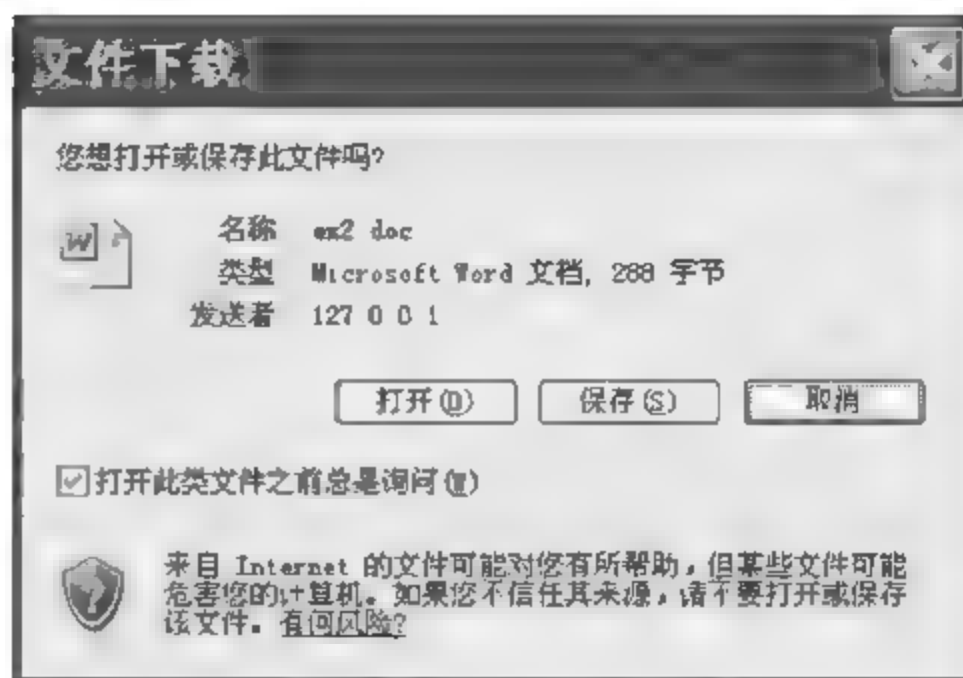 文件下载
您想打开或保存此文件吗?
名称 ex2 doc
类型 Microsoft Word 文档, 288 字节
发送者 127 0 0 1
打开(O) 保存(S) 取消
打开此类文件之前总是询问(W)
来自 Internet 的文件可能对您有所帮助,但某些文件可能
危害您的计算机。如果您不信任其来源,请不要打开或保存
该文件。有何风险?